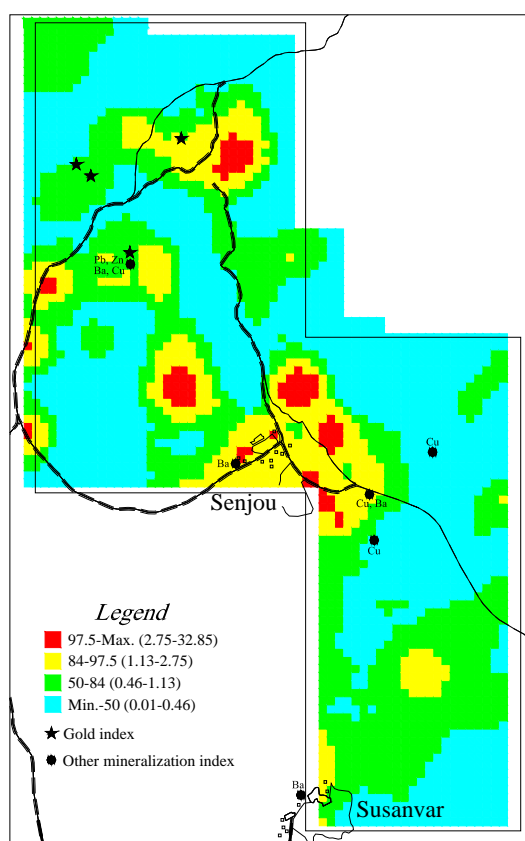 Pb, Zn
Ba, Cu
Cu
Ba
Cu, Ba
Senjou
Cu
Legend
97.5-Max. (2.75-32.85)
84-97.5 (1.13-2.75)
50-84 (0.46-1.13)
Min.-50 (0.01-0.46)
Gold index
Other mineralization index
Ba
Susanvar